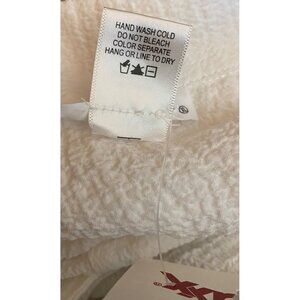 HAND WASH COLD
DO NOT BLEACH
COLOR SEPARATE
HANG OR LINE TO DRY